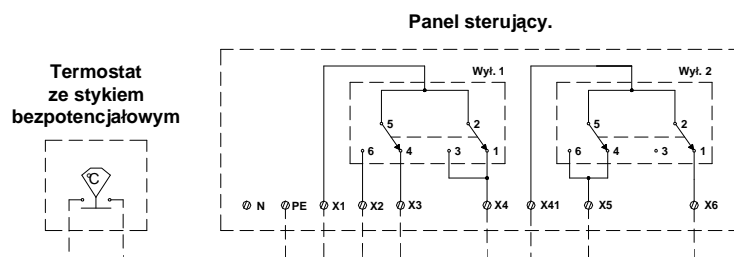 Panel sterujący.
Termostat
ze stykiem
bezpotencjałowym
°C
Wył. 1
5 2
6 4 3 1
Wył. 2
5 2
6 4 3 1
N PE X1 X2 X3 X4 X41 X5 X6